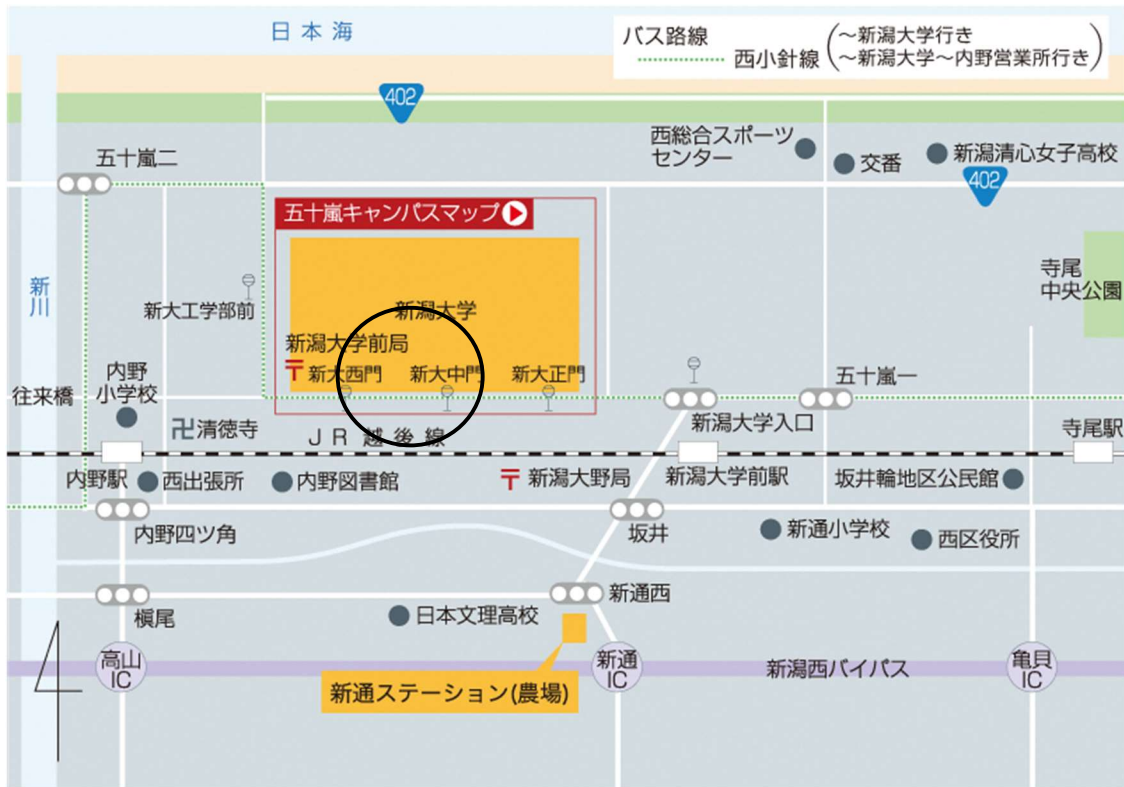 日本海
バス路線
西小針線
～新潟大学行き
～新潟大学～内野営業所行き
402
西総合スポーツ
センター
交番
新潟清心女子高校
402
五十嵐二
五十嵐キャンパスマップ
新川
新大工学部前
新潟大学
新潟大学前局
〒
新大西門
新大中門
新大正門
寺尾
中央公園
往来橋
内野
小学校
卍清徳寺
JR越後線
新潟大学入口
五十嵐一
寺尾駅
内野駅
西出張所
内野図書館
〒
新潟大野局
新潟大学前駅
坂井輪地区公民館
内野四ツ角
坂井
新通小学校
西区役所
槇尾
日本文理高校
新通西
高山
IC
新通
IC
新潟西バイパス
亀貝
IC
新通ステーション(農場)